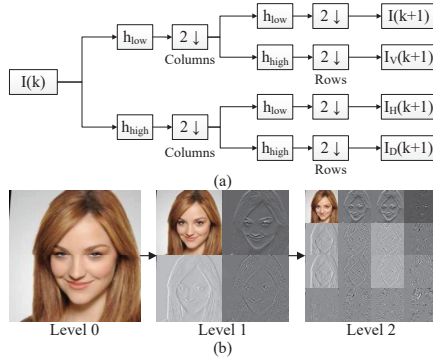 (a)
I(k)
h_low 2 ↓ h_low 2 ↓ I(k+1)
Columns
h_high 2 ↓ I_V(k+1)
Rows
h_high 2 ↓ h_low 2 ↓ I_H(k+1)
Columns
h_high 2 ↓ I_D(k+1)
Rows
(a)
(b)
Level 0 Level 1 Level 2
(b)